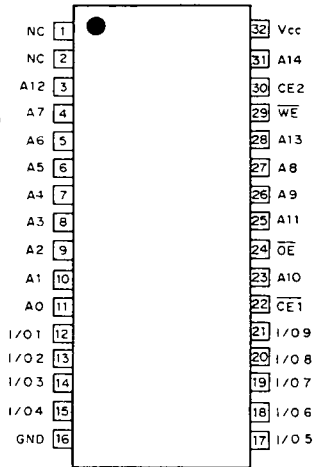 NC 1 32 Vcc
NC 2 31 A14
A12 3 30 CE2
A7 4 29 W̅E̅
A6 5 28 A13
A5 6 27 A8
A4 7 26 A9
A3 8 25 A11
A2 9 24 O̅E̅
A1 10 23 A10
A0 11 22 C̅E̅1̅
I/O1 12 21 I/O9
I/O2 13 20 I/O8
I/O3 14 19 I/O7
I/O4 15 18 I/O6
GND 16 17 I/O5